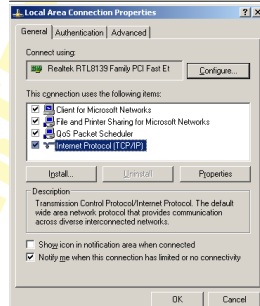 Local Area Connection Properties
General Authentication Advanced
Connect using:
Realtek RTL8139 Family PCI Fast Et
Configure...
This connection uses the following items:
Client for Microsoft Networks
File and Printer Sharing for Microsoft Networks
QoS Packet Scheduler
Internet Protocol (TCP/IP)
Install... Uninstall Properties
Description
Transmission Control Protocol/Internet Protocol. The default
wide area network protocol that provides communication
across diverse interconnected networks.
Show icon in notification area when connected
Notify me when this connection has limited or no connectivity
OK Cancel